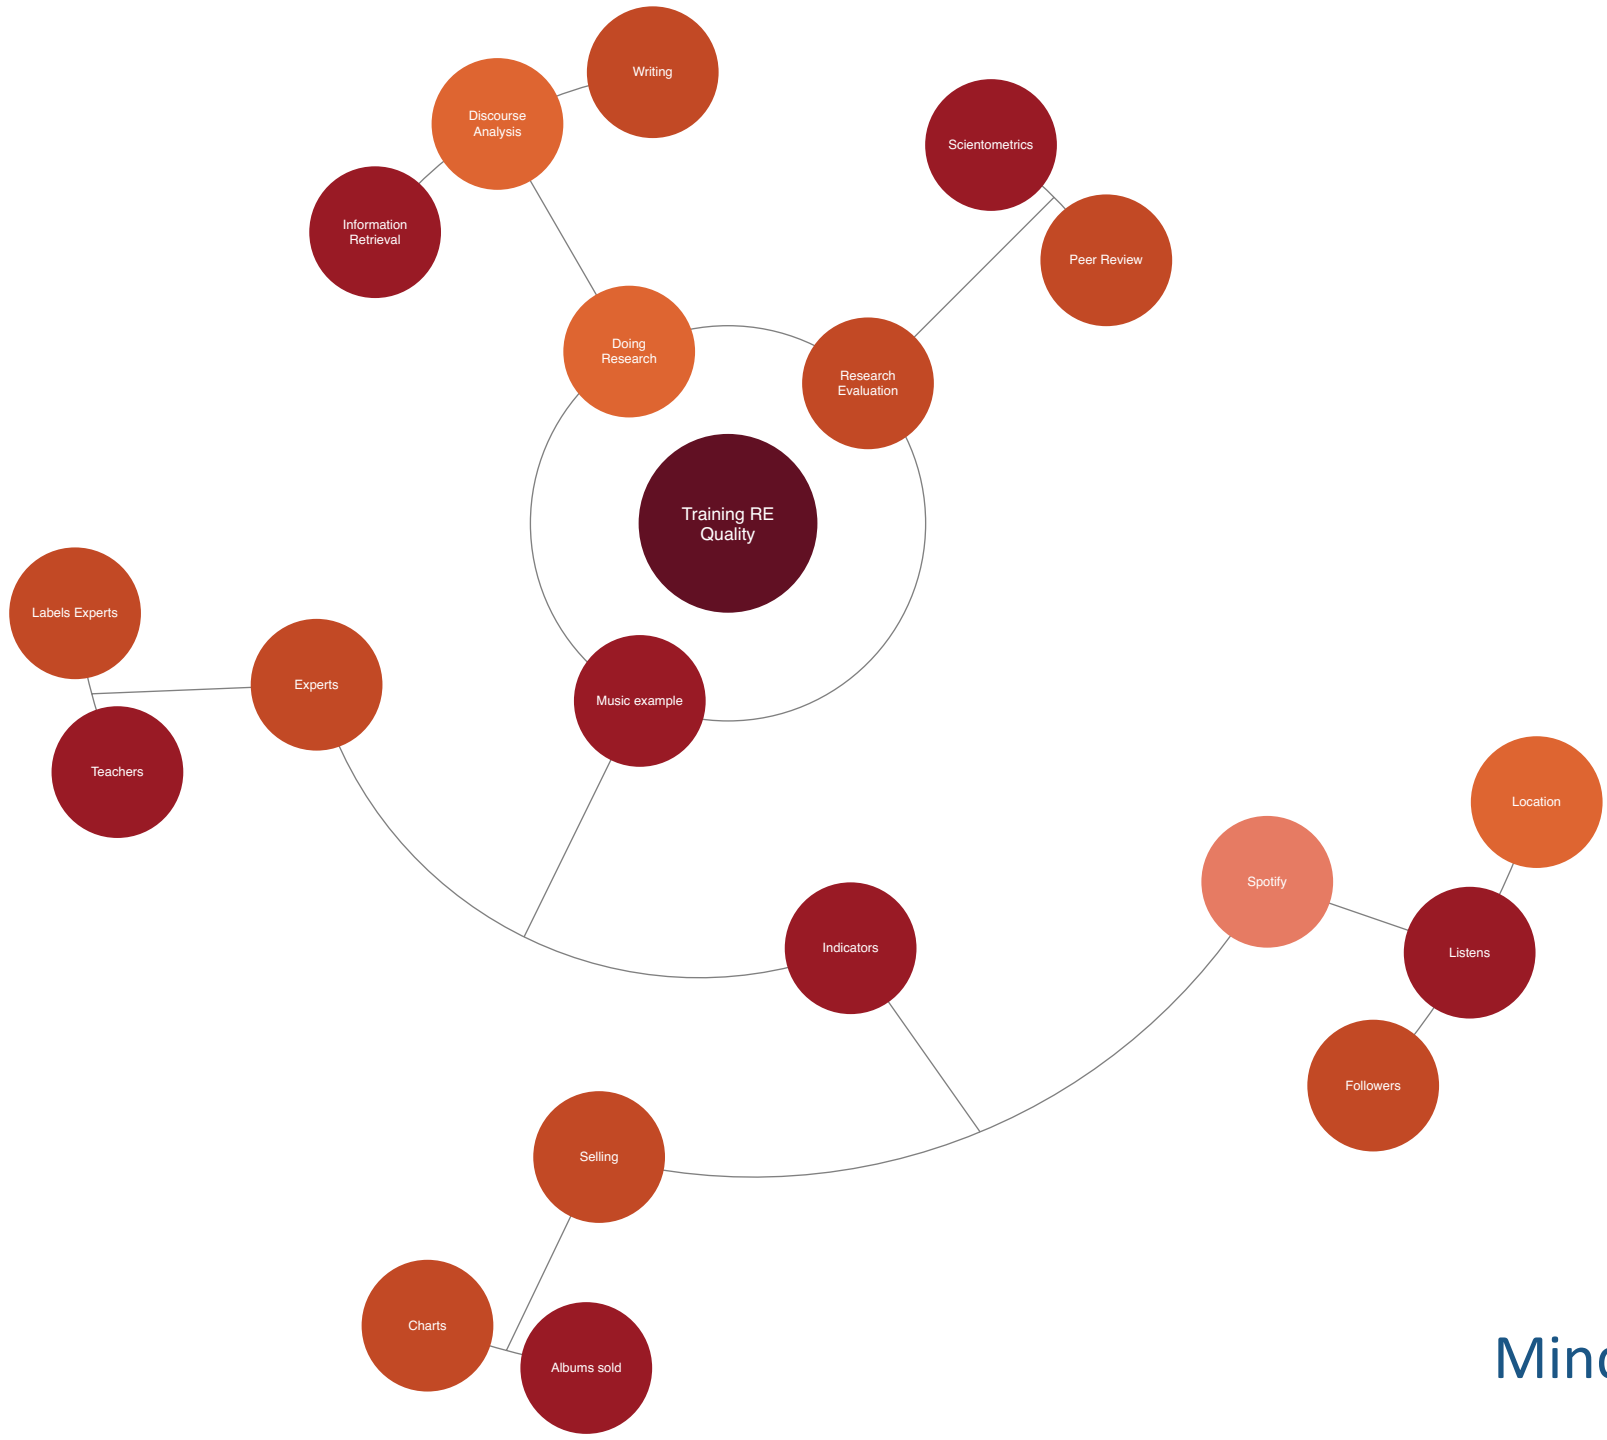 Writing
Discourse
Analysis
Scientometrics
Information
Retrieval
Peer Review
Doing
Research
Research
Evaluation
Training RE
Quality
Labels Experts
Experts
Music example
Teachers
Location
Spotify
Indicators
Listens
Followers
Selling
Charts
Albums sold